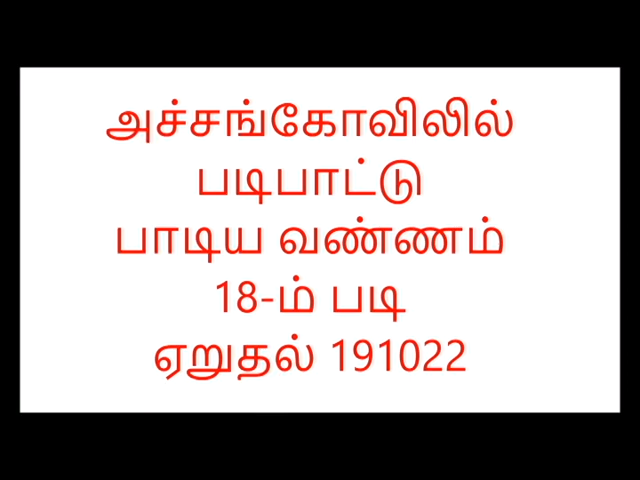 அச்சங்கோவிலில்
படிபாட்டு
பாடிய வண்ணம்
18-ம் படி
ஏறுதல் 191022